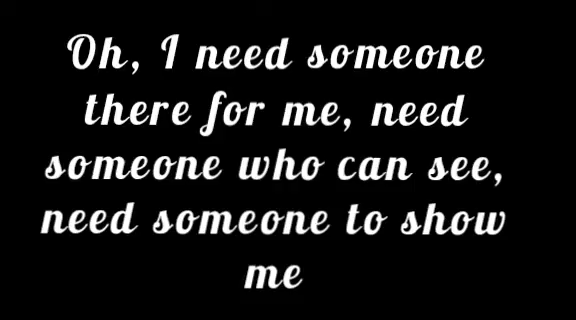 Oh, I need someone
there for me, need
someone who can see,
need someone to show
me